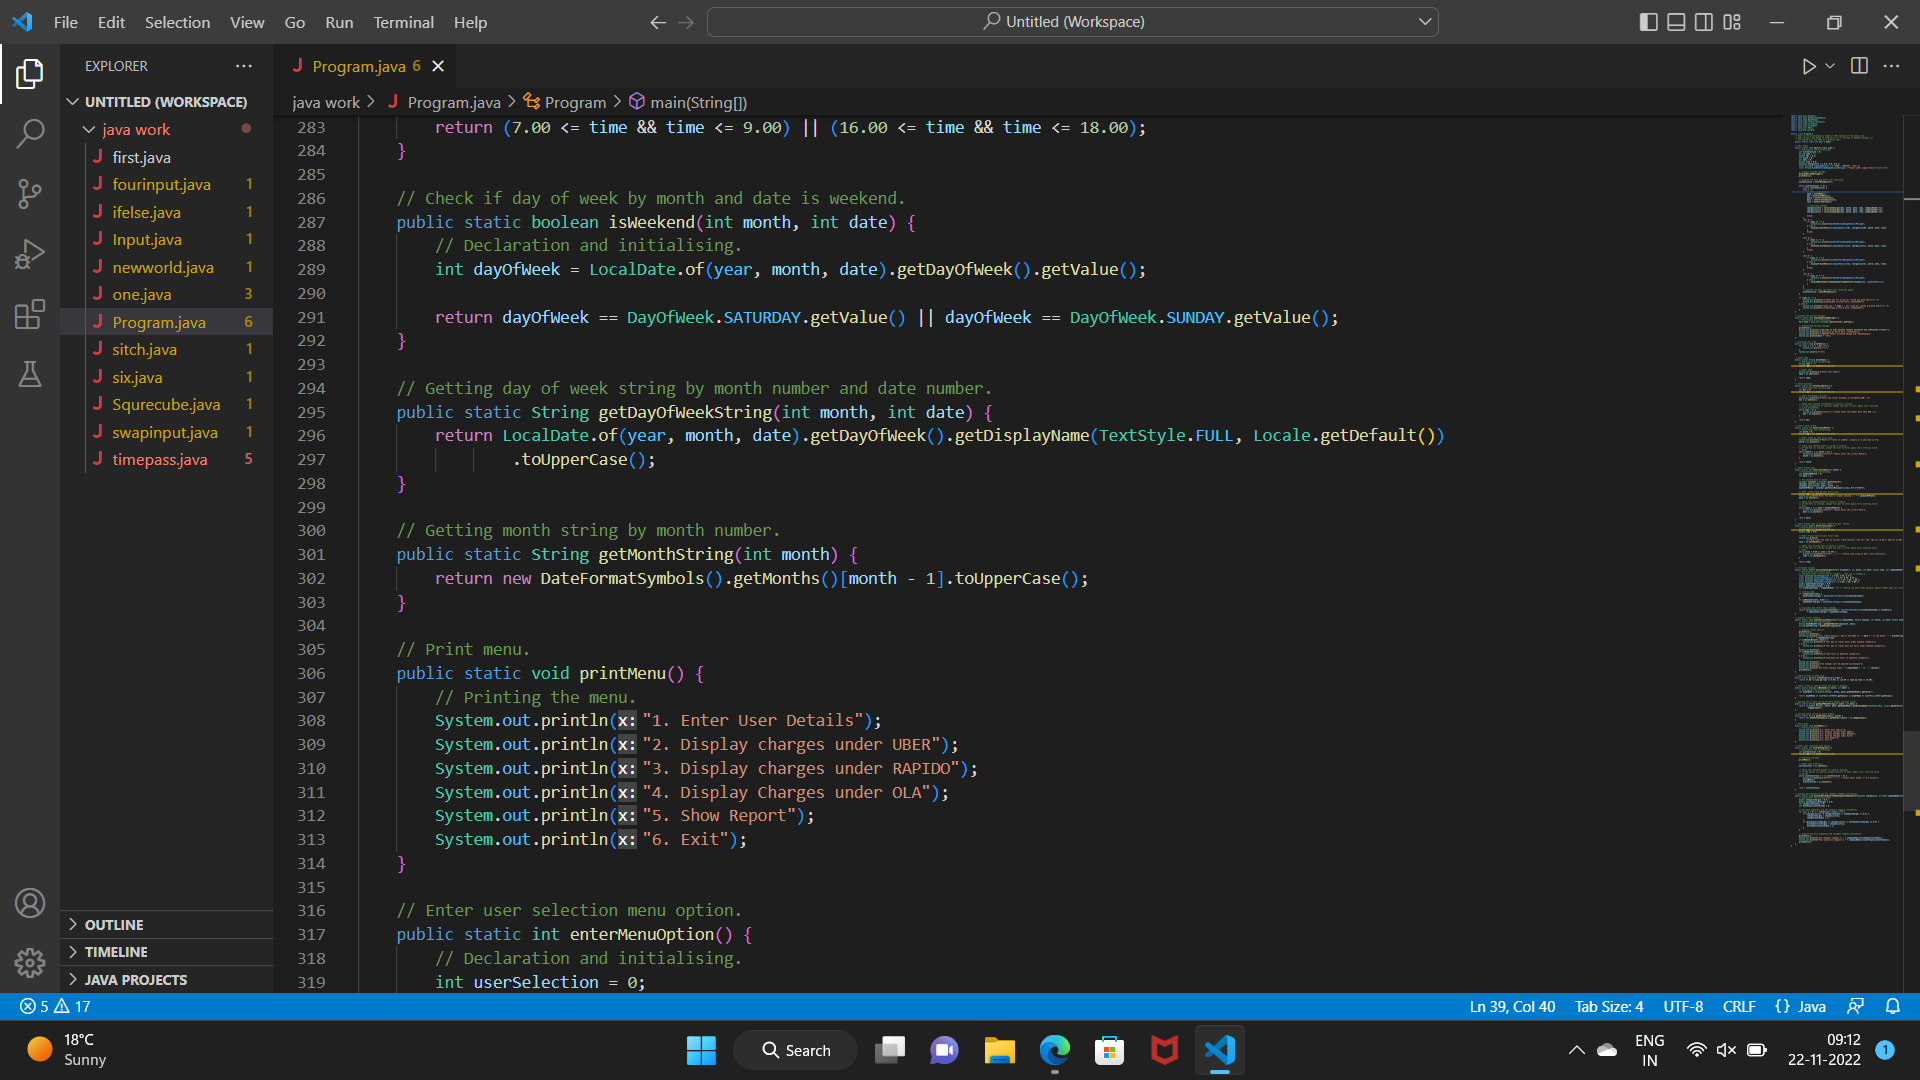 File Edit Selection View Go Run Terminal Help
Untitled (Workspace)
EXPLORER
Program.java 6
UNTITLED (WORKSPACE)
java work > J Program.java > Program > main(String[])
java work
J first.java
J fourinput.java 1
J ifelse.java 1
J Input.java 1
J newworld.java 1
J one.java 3
J Program.java 6
J sitch.java 1
J six.java 1
J Squrecube.java 1
J swapinput.java 1
J timepass.java 5
OUTLINE
TIMELINE
JAVA PROJECTS
283 return (7.00 <= time && time <= 9.00) || (16.00 <= time && time <= 18.00);
284 }
285
286 // Check if day of week by month and date is weekend.
287 public static boolean isWeekend(int month, int date) {
288 // Declaration and initialising.
289 int dayOfWeek = LocalDate.of(year, month, date).getDayOfWeek().getValue();
290
291 return dayOfWeek == DayOfWeek.SATURDAY.getValue() || dayOfWeek == DayOfWeek.SUNDAY.getValue();
292 }
293
294 // Getting day of week string by month number and date number.
295 public static String getDayOfWeekString(int month, int date) {
296 return LocalDate.of(year, month, date).getDayOfWeek().getDisplayName(TextStyle.FULL, Locale.getDefault())
297 .toUpperCase();
298 }
299
300 // Getting month string by month number.
301 public static String getMonthString(int month) {
302 return new DateFormatSymbols().getMonths()[month - 1].toUpperCase();
303 }
304
305 // Print menu.
306 public static void printMenu() {
307 // Printing the menu.
308 System.out.println(x: "1. Enter User Details");
309 System.out.println(x: "2. Display charges under UBER");
310 System.out.println(x: "3. Display charges under RAPIDO");
311 System.out.println(x: "4. Display Charges under OLA");
312 System.out.println(x: "5. Show Report");
313 System.out.println(x: "6. Exit");
314 }
315
316 // Enter user selection menu option.
317 public static int enterMenuOption() {
318 // Declaration and initialising.
319 int userSelection = 0;
5 17
Ln 39, Col 40 Tab Size: 4 UTF-8 CRLF {} Java
18°C
Sunny
Search
ENG
IN
09:12
22-11-2022
1